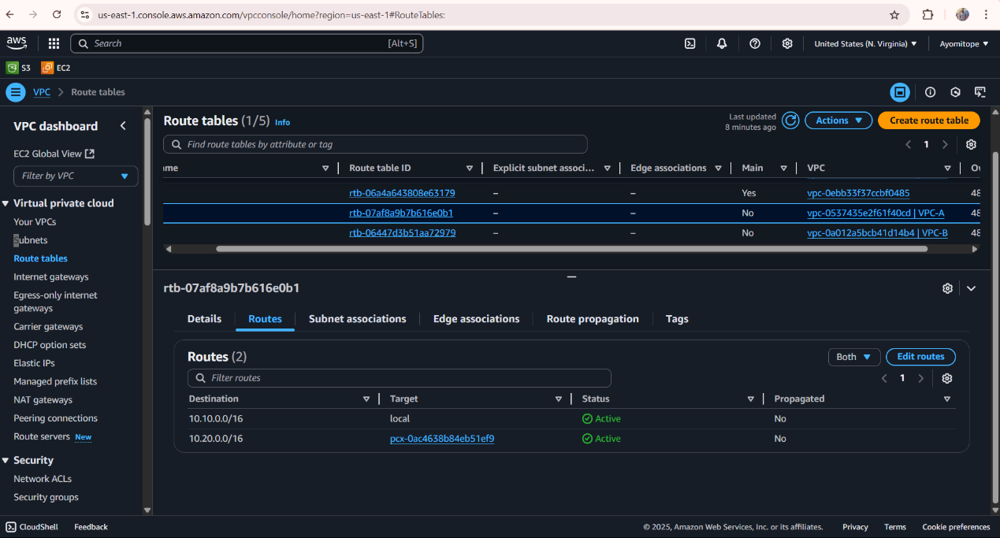 us-east-1.console.aws.amazon.com/vpcconsole/home?region=us-east-1#RouteTables:
aws Search [Alt+S] United States (N. Virginia) Ayomitope
S3 EC2
VPC Route tables
VPC dashboard
EC2 Global View
Filter by VPC
Virtual private cloud
Your VPCs
Subnets
Route tables
Internet gateways
Egress-only internet
gateways
Carrier gateways
DHCP option sets
Elastic IPs
Managed prefix lists
NAT gateways
Peering connections
Route servers New
Security
Network ACLs
Security groups
Route tables (1/5) Info
Last updated
8 minutes ago
Actions Create route table
Find route tables by attribute or tag
1
me Route table ID Explicit subnet associ... Edge associations Main VPC
rtb-06a4a643808e63179 – – Yes vpc-0ebb33f37ccbf0485 48
rtb-07af8a9b7b616e0b1 – – No vpc-0537435e2f61f40cd | VPC-A 48
rtb-06447d3b51aa72979 – – No vpc-0a012a5bcb41d14b4 | VPC-B 48
rtb-07af8a9b7b616e0b1
Details Routes Subnet associations Edge associations Route propagation Tags
Routes (2) Both Edit routes
Filter routes
1
Destination Target Status Propagated
10.10.0.0/16 local Active No
10.20.0.0/16 pcx-0ac4638b84eb51ef9 Active No
CloudShell Feedback © 2025, Amazon Web Services, Inc. or its affiliates. Privacy Terms Cookie preferences